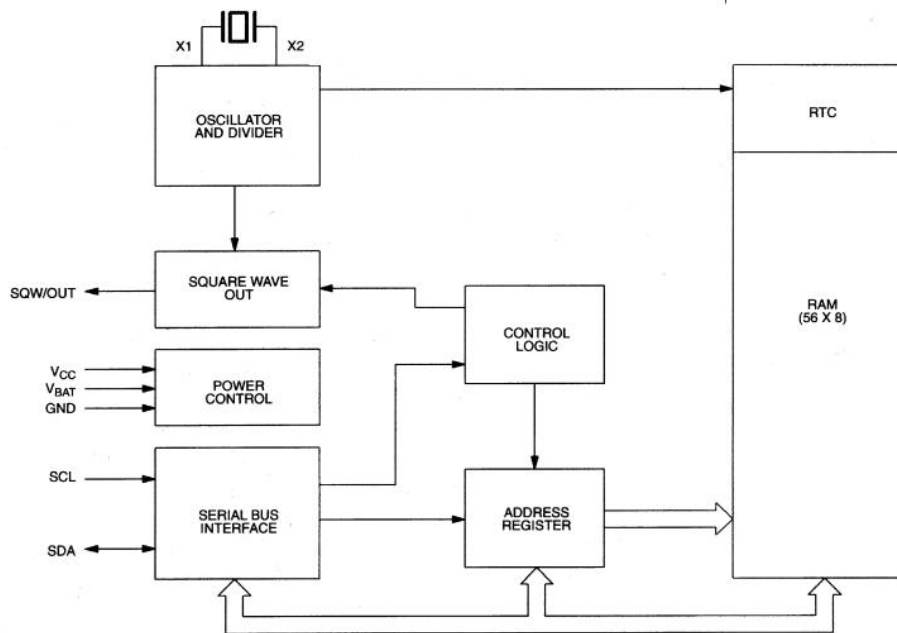 X1
X2
OSCILLATOR
AND DIVIDER
RTC
SQW/OUT
SQUARE WAVE
OUT
CONTROL
LOGIC
RAM
(56 X 8)
VCC
VBAT
GND
POWER
CONTROL
SCL
SDA
SERIAL BUS
INTERFACE
ADDRESS
REGISTER